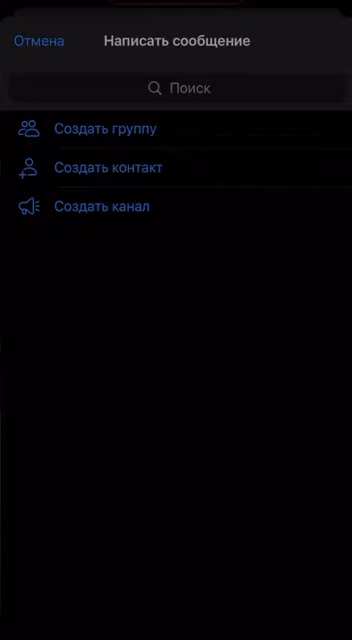 Отмена Написать сообщение
Поиск
Создать группу
Создать контакт
Создать канал